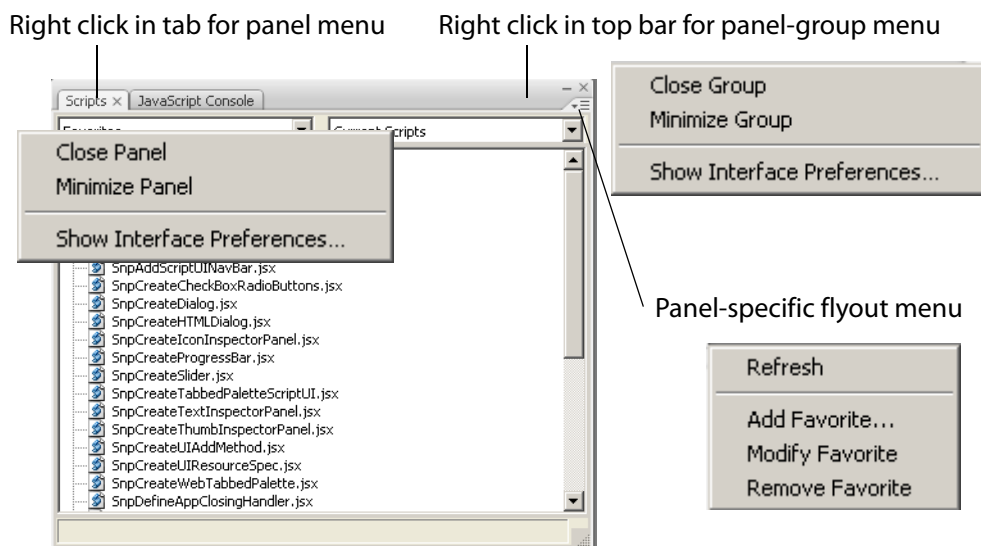 Right click in tab for panel menu
Right click in top bar for panel-group menu
Scripts
JavaScript Console
Favorites
Current Scripts
Close Panel
Minimize Panel
Show Interface Preferences...
SnpAddScriptUINavBar.jsx
SnpCreateCheckBoxRadioButtons.jsx
SnpCreateDialog.jsx
SnpCreateHTMLDialog.jsx
SnpCreateIconInspectorPanel.jsx
SnpCreateProgressBar.jsx
SnpCreateSlider.jsx
SnpCreateTabbedPaletteScriptUI.jsx
SnpCreateTextInspectorPanel.jsx
SnpCreateThumbInspectorPanel.jsx
SnpCreateUIAddMethod.jsx
SnpCreateUIResourceSpec.jsx
SnpCreateWebTabbedPalette.jsx
SnpDefineAppClosingHandler.jsx
Close Group
Minimize Group
Show Interface Preferences...
Panel-specific flyout menu
Refresh
Add Favorite...
Modify Favorite
Remove Favorite